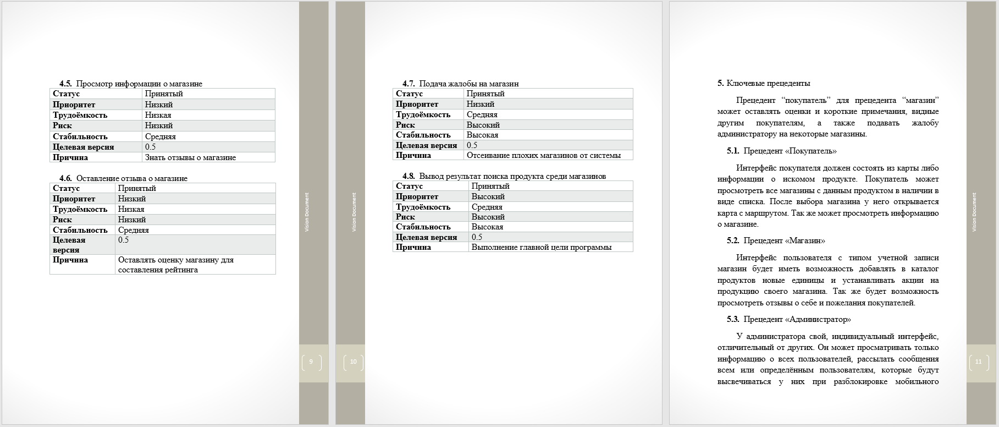 4.5. Просмотр информации о магазине
Статус Принятый
Приоритет Низкий
Трудоёмкость Низкая
Риск Низкий
Стабильность Средняя
Целевая версия 0.5
Причина Знать отзывы о магазине
4.6. Оставление отзыва о магазине
Статус Принятый
Приоритет Низкий
Трудоёмкость Низкая
Риск Низкий
Стабильность Средняя
Целевая 0.5
версия
Причина Оставлять оценку магазину для
составления рейтинга
Vision Document
9
4.7. Подача жалобы на магазин
Статус Принятый
Приоритет Низкий
Трудоёмкость Средняя
Риск Высокий
Стабильность Высокая
Целевая версия 0.5
Причина Отсеивание плохих магазинов от системы
4.8. Вывод результат поиска продукта среди магазинов
Статус Принятый
Приоритет Высокий
Трудоёмкость Средняя
Риск Высокий
Стабильность Высокая
Целевая версия 0.5
Причина Выполнение главной цели программы
Vision Document
10
5. Ключевые прецеденты
Прецедент “покупатель” для прецедента “магазин”
может оставлять оценки и короткие примечания, видные
другим покупателям, а также подавать жалобу
администратору на некоторые магазины.
5.1. Прецедент «Покупатель»
Интерфейс покупателя должен состоять из карты либо
информации о искомом продукте. Покупатель может
просмотреть все магазины с данным продуктом в наличии в
виде списка. После выбора магазина у него открывается
карта с маршрутом. Так же может просмотреть информацию
о магазине.
5.2. Прецедент «Магазин»
Интерфейс пользователя с типом учетной записи
магазин будет иметь возможность добавлять в каталог
продуктов новые единицы и устанавливать акции на
продукцию своего магазина. Так же будет возможность
просмотреть отзывы о себе и пожелания покупателей.
5.3. Прецедент «Администратор»
У администратора свой, индивидуальный интерфейс,
отличительный от других. Он может просматривать только
информацию о всех пользователей, рассылать сообщения
всем или определённым пользователям, которые будут
высвечиваться у них при разблокировке мобильного
Vision Document
11